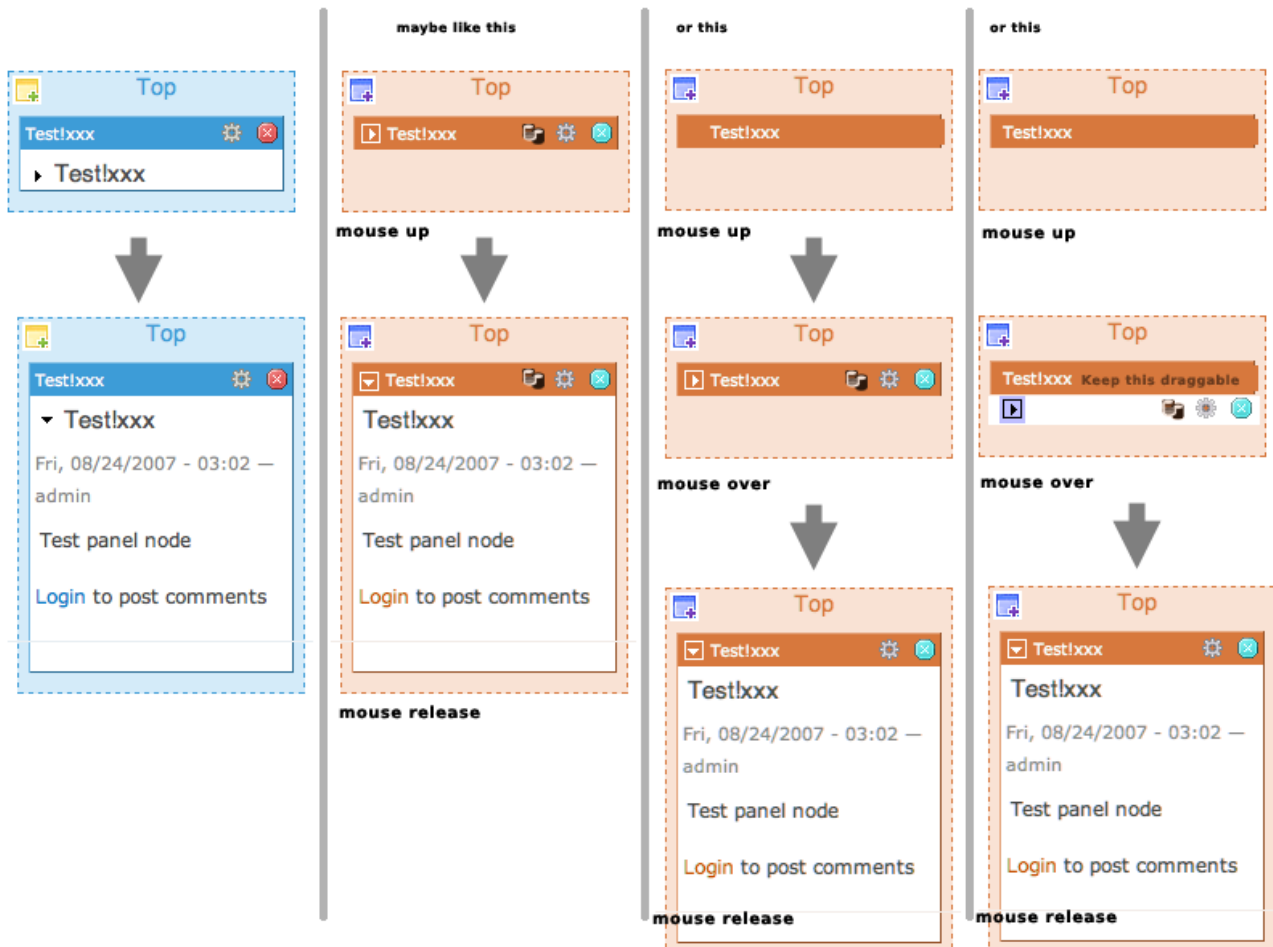 Top
Test!xxx
Test!xxx
Top
Test!xxx
Test!xxx
Fri, 08/24/2007 - 03:02 —
admin
Test panel node
Login to post comments
maybe like this
Top
Test!xxx
mouse up
Top
Test!xxx
Test!xxx
Fri, 08/24/2007 - 03:02 —
admin
Test panel node
Login to post comments
mouse release
or this
Top
Test!xxx
mouse up
Top
Test!xxx
mouse over
Top
Test!xxx
Test!xxx
Fri, 08/24/2007 - 03:02 —
admin
Test panel node
Login to post comments
mouse release
or this
Top
Test!xxx
mouse up
Top
Test!xxx Keep this draggable
mouse over
Top
Test!xxx
Test!xxx
Fri, 08/24/2007 - 03:02 —
admin
Test panel node
Login to post comments
mouse release